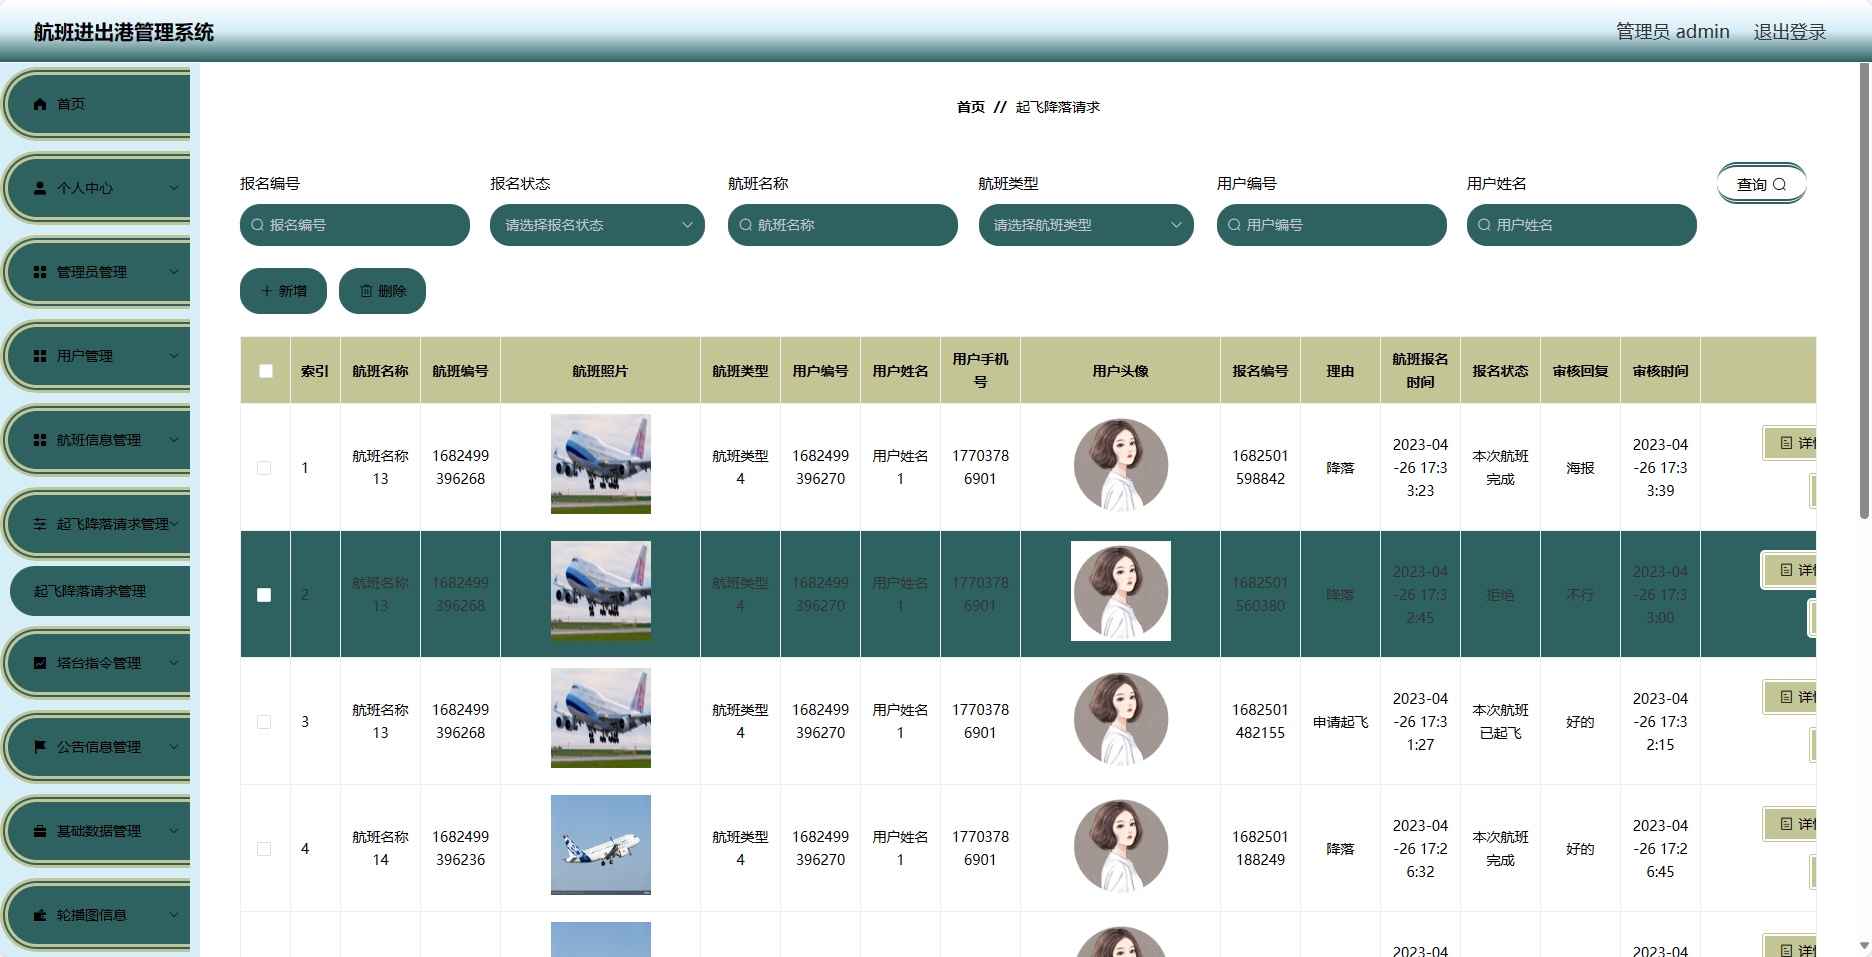 航班进出港管理系统
管理员 admin 退出登录
首页
个人中心
管理员管理
用户管理
航班信息管理
起飞降落请求管理
起飞降落请求管理
塔台指令管理
公告信息管理
基础数据管理
轮播图信息
首页 // 起飞降落请求
报名编号 报名状态 航班名称 航班类型 用户编号 用户姓名 查询
报名编号 请选择报名状态 航班名称 请选择航班类型 用户编号 用户姓名
新增 删除
索引 航班名称 航班编号 航班照片 航班类型 用户编号 用户姓名 用户手机号 用户头像 报名编号 理由 航班报名时间 报名状态 审核回复 审核时间
1 航班名称13 1682499396268 航班类型4 1682499396270 用户姓名1 17703786901 1682501598842 降落 2023-04-26 17:33:23 本次航班完成 海报 2023-04-26 17:33:39 详
2 航班名称13 1682499396268 航班类型4 1682499396270 用户姓名1 17703786901 1682501560380 降落 2023-04-26 17:32:45 拒绝 不行 2023-04-26 17:33:00 详
3 航班名称13 1682499396268 航班类型4 1682499396270 用户姓名1 17703786901 1682501482155 申请起飞 2023-04-26 17:31:27 本次航班已起飞 好的 2023-04-26 17:32:15 详
4 航班名称14 1682499396236 航班类型4 1682499396270 用户姓名1 17703786901 1682501188249 降落 2023-04-26 17:26:32 本次航班完成 好的 2023-04-26 17:26:45 详
2023-04 2023-04 详